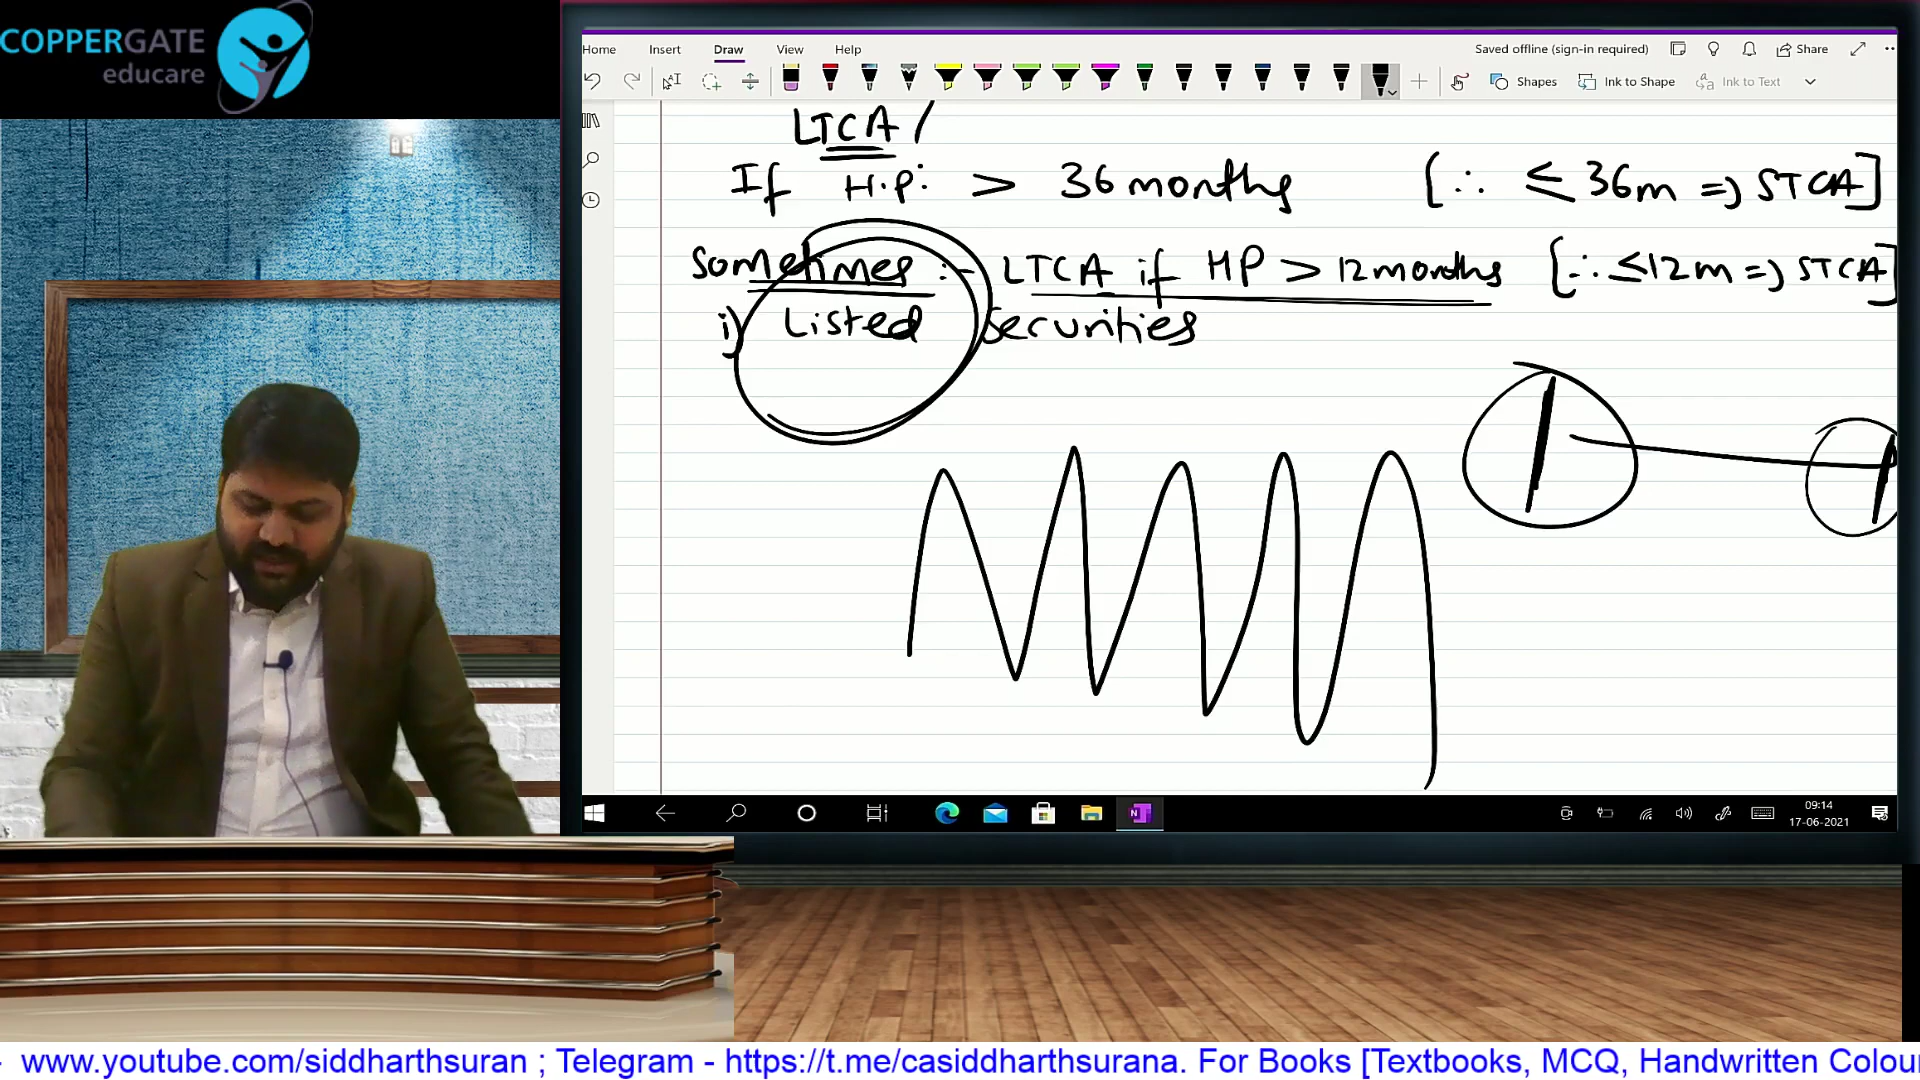 COPPERGATE
educare
Home Insert Draw View Help Saved offline (sign-in required) Share
Shapes Ink to Shape Ink to Text
LTCA
If H.P. > 36 months [∴ ≤ 36m => STCA]
Sometimes :- LTCA if HP > 12 months [∴ ≤ 12m => STCA]
i) Listed Securities
09:14
17-06-2021
www.youtube.com/siddharthsuran ; Telegram - https://t.me/casiddharthsurana. For Books [Textbooks, MCQ, Handwritten Colou